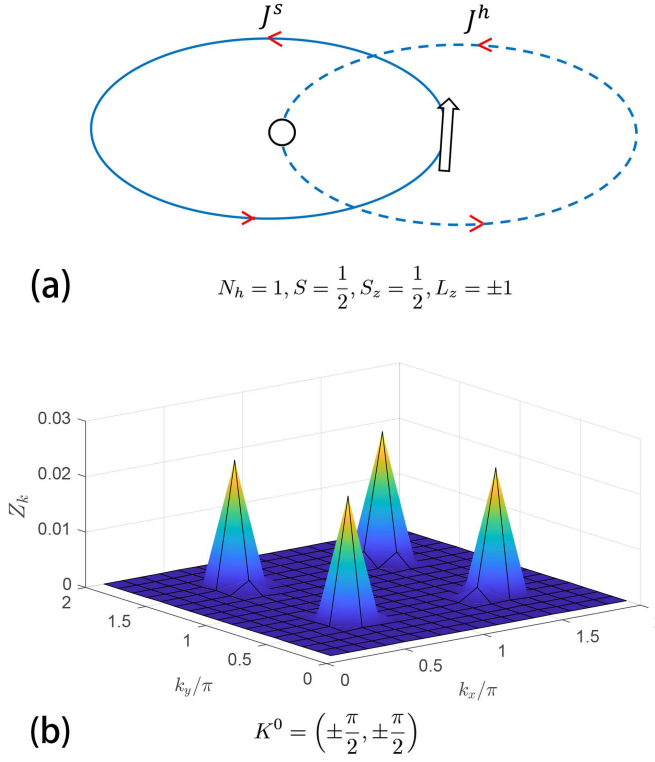 J^s J^h
(a) N_h = 1, S = 1/2, S_z = 1/2, L_z = ±1
0.03
0.02
0.01
0
Z_k
2
1.5
1
0.5
0
k_y/π
0
0.5
1
1.5
k_x/π
(b) K^0 = (±π/2, ±π/2)